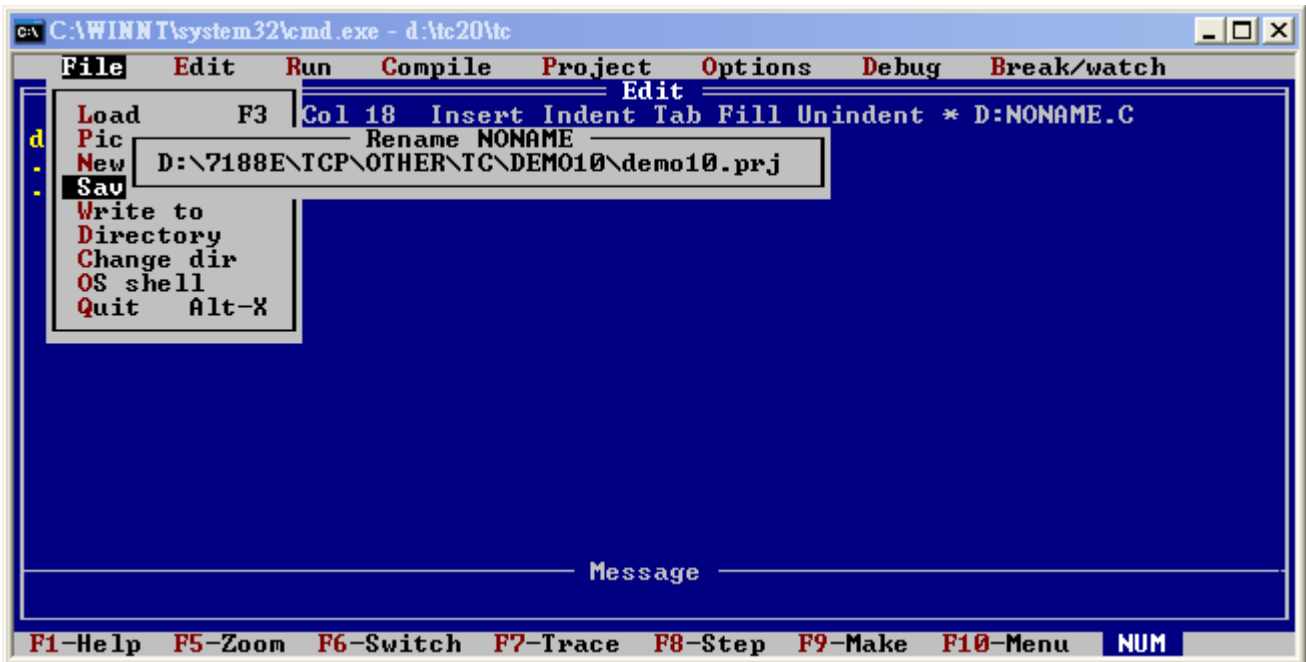 C:\WINNT\system32\cmd.exe - d:\tc20\tc
File Edit Run Compile Project Options Debug Break/watch
Edit
Load F3 Col 18 Insert Indent Tab Fill Unindent * D:NONAME.C
d Pic Rename NONAME
. New D:\7188E\TCP\OTHER\TC\DEMO10\demo10.prj
. Sav
Write to
Directory
Change dir
OS shell
Quit Alt-X
Message
F1-Help F5-Zoom F6-Switch F7-Trace F8-Step F9-Make F10-Menu NUM